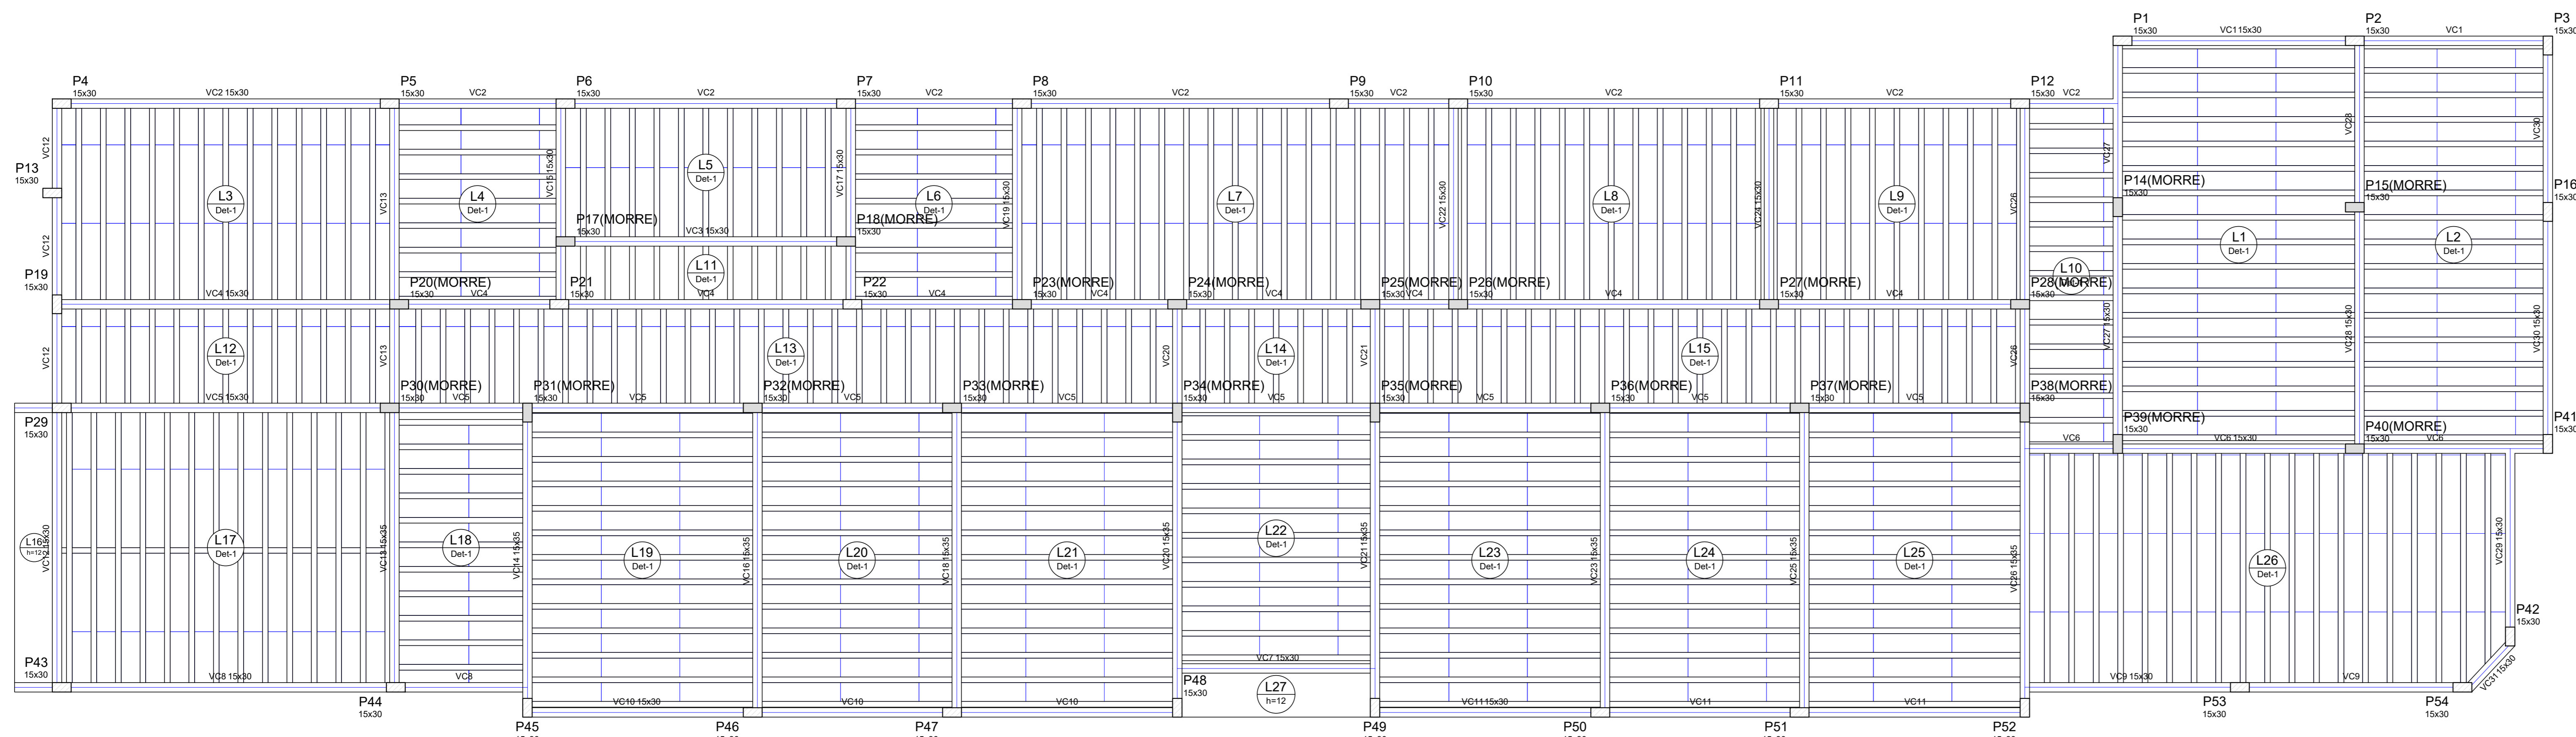 P1
15x30
VC1 15x30
P2
15x30
VC1
P3
15x30
P4
15x30
VC2 15x30
P5
15x30
VC2
P6
15x30
VC2
P7
15x30
VC2
P8
15x30
VC2
P9
15x30
VC2
P10
15x30
VC2
P11
15x30
VC2
P12
15x30
VC2
VC12
P13
15x30
VC12
L3
Det-1
VC13
L4
Det-1
VC15 15x30
L5
Det-1
VC17 15x30
L6
Det-1
VC19 15x30
L7
Det-1
VC22 15x30
L8
Det-1
VC24 15x30
L9
Det-1
VC26
VC27
P14(MORRE)
15x30
VC28
P15(MORRE)
15x30
VC30
P16
15x30
P17(MORRE)
15x30
VC3 15x30
P18(MORRE)
15x30
L1
Det-1
L2
Det-1
L10
L11
Det-1
P19
15x30
VC4 15x30
P20(MORRE)
15x30
VC4
P21
15x30
VC4
P22
15x30
VC4
P23(MORRE)
15x30
VC4
P24(MORRE)
15x30
VC4
P25(MORRE)
15x30
VC4
P26(MORRE)
15x30
VC4
P27(MORRE)
15x30
VC4
P28(MORRE)
15x30
VC27 15x30
VC28 15x30
VC30 15x30
VC12
L12
Det-1
VC13
L13
Det-1
VC20
L14
Det-1
VC21
L15
Det-1
VC26
P29
15x30
VC5 15x30
P30(MORRE)
15x30
VC5
P31(MORRE)
15x30
P32(MORRE)
15x30
VC5
P33(MORRE)
15x30
VC5
P34(MORRE)
15x30
VC5
P35(MORRE)
15x30
VC5
P36(MORRE)
15x30
VC5
P37(MORRE)
15x30
VC5
P38(MORRE)
15x30
VC6
P39(MORRE)
15x30
VC6 15x30
P40(MORRE)
15x30
VC6
P41
15x30
L16
h=12
VC12 15x30
L17
Det-1
VC13 15x35
L18
Det-1
VC14 15x35
L19
Det-1
VC16 15x35
L20
Det-1
VC18 15x35
L21
Det-1
VC20 15x35
L22
Det-1
VC21 15x35
L23
Det-1
VC23 15x35
L24
Det-1
VC25 15x35
L25
Det-1
VC26 15x35
L26
Det-1
VC29 15x30
P42
15x30
P43
15x30
VC8 15x30
P44
15x30
VC8
VC7 15x30
P48
15x30
L27
h=12
VC9 15x30
VC9
VC31 15x30
P53
15x30
P54
15x30
VC10 15x30
VC10
VC10
VC11 15x30
VC11
VC11
P45
P46
P47
P49
P50
P51
P52